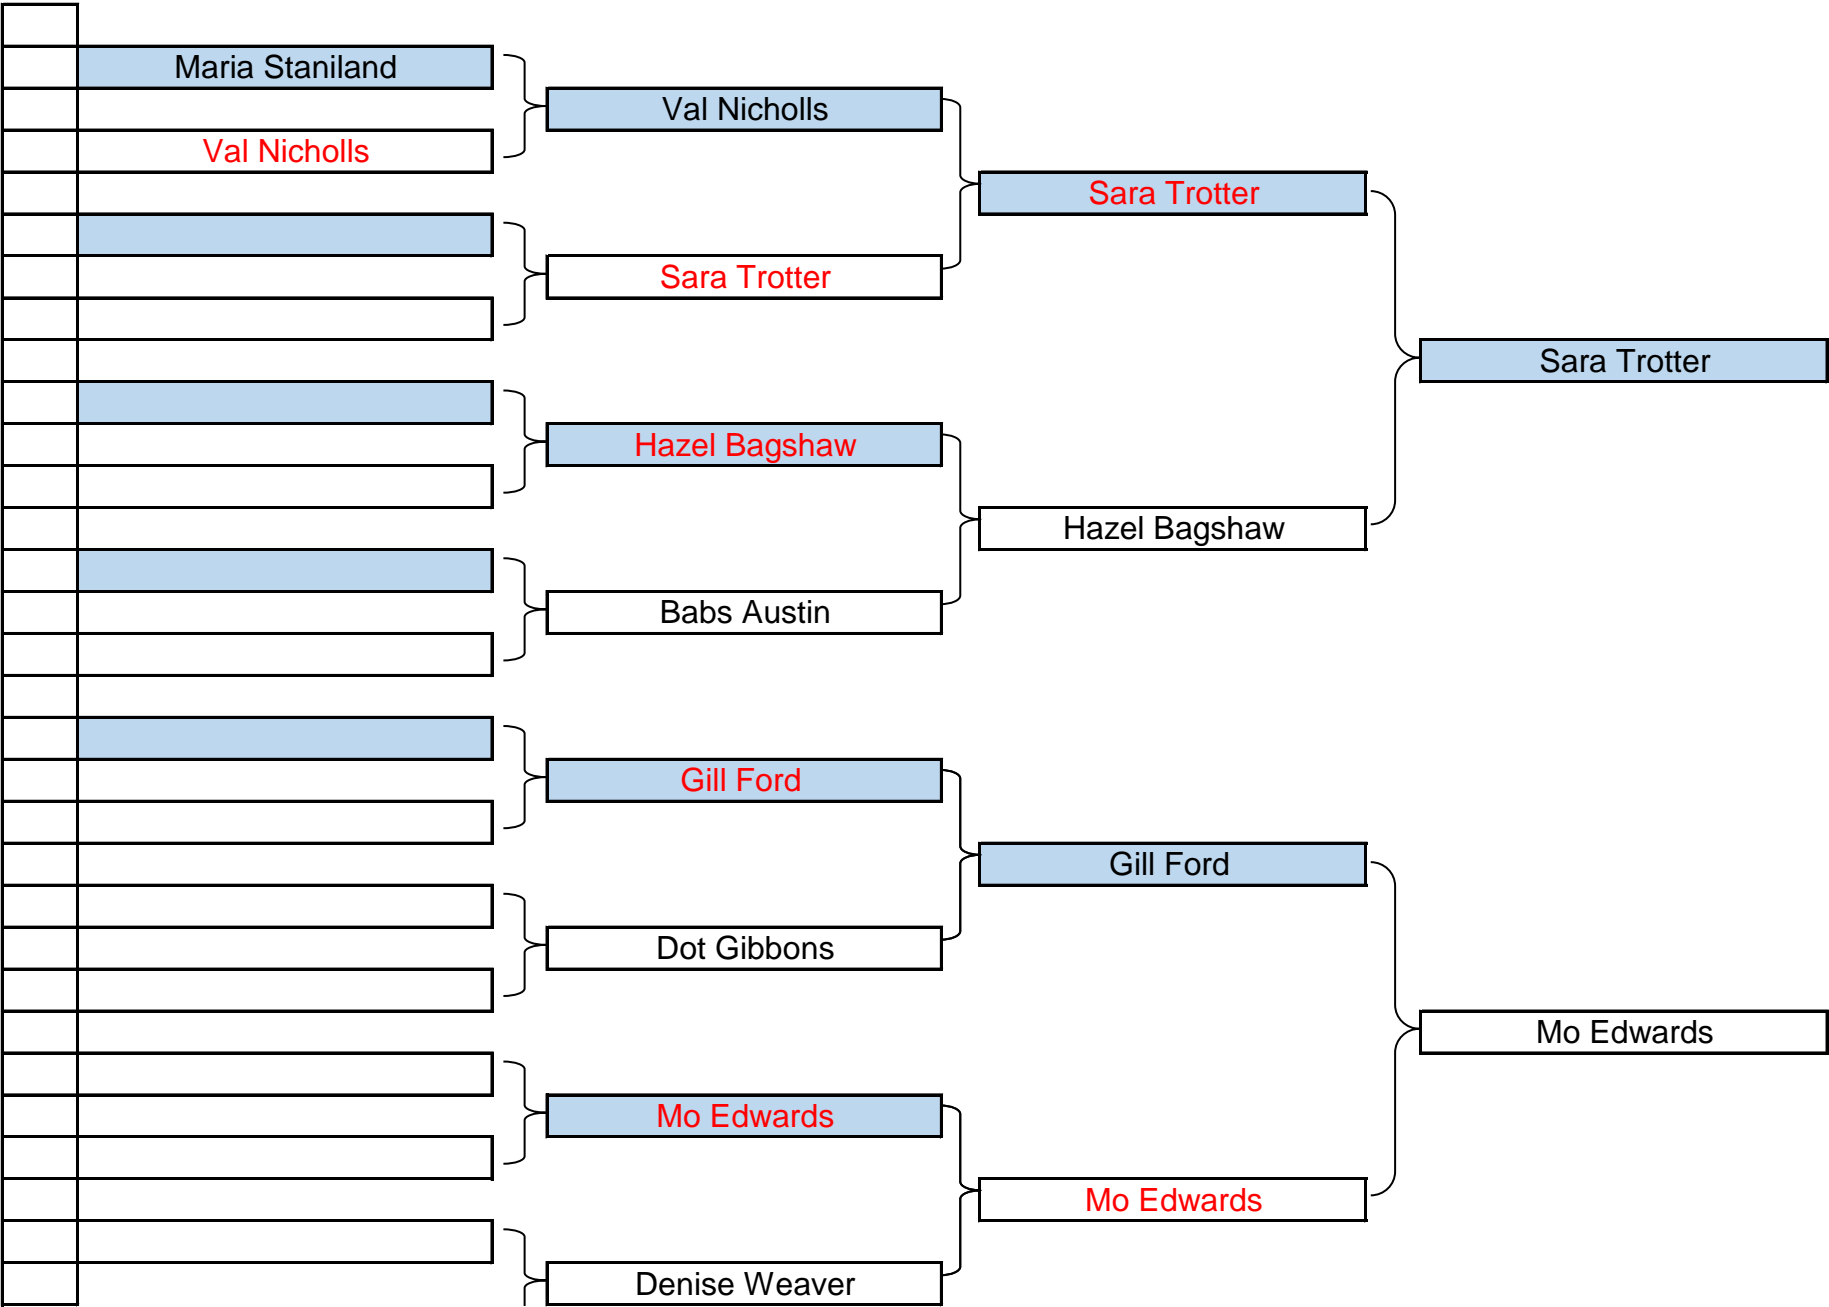 Maria Staniland
Val Nicholls
Val Nicholls
Sara Trotter
Sara Trotter
Sara Trotter
Hazel Bagshaw
Hazel Bagshaw
Babs Austin
Gill Ford
Gill Ford
Dot Gibbons
Mo Edwards
Mo Edwards
Mo Edwards
Denise Weaver